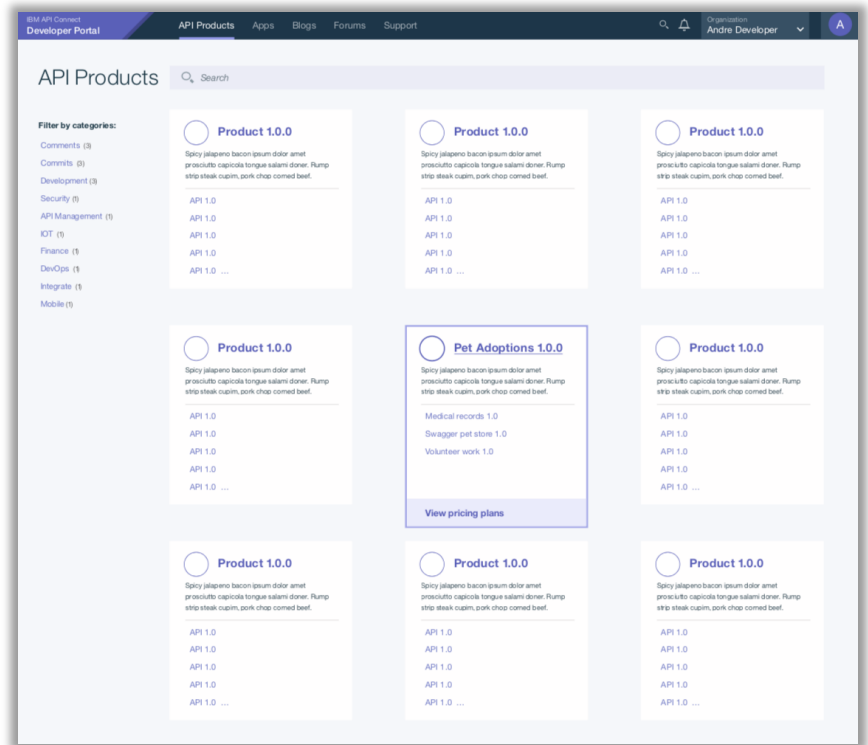 IBM API Connect
Developer Portal
API Products Apps Blogs Forums Support
Organization
Andre Developer
A
API Products
Search
Filter by categories:
Comments (3)
Commits (3)
Development (3)
Security (1)
API Management (1)
IOT (1)
Finance (1)
DevOps (1)
Integrate (1)
Mobile (1)
Product 1.0.0
Spicy jalapeno bacon ipsum dolor amet
prosciutto capicola tongue salami doner. Rump
strip steak cupim, pork chop corned beef.
API 1.0
API 1.0
API 1.0
API 1.0
API 1.0 ...
Product 1.0.0
Spicy jalapeno bacon ipsum dolor amet
prosciutto capicola tongue salami doner. Rump
strip steak cupim, pork chop corned beef.
API 1.0
API 1.0
API 1.0
API 1.0
API 1.0 ...
Product 1.0.0
Spicy jalapeno bacon ipsum dolor amet
prosciutto capicola tongue salami doner. Rump
strip steak cupim, pork chop corned beef.
API 1.0
API 1.0
API 1.0
API 1.0
API 1.0 ...
Product 1.0.0
Spicy jalapeno bacon ipsum dolor amet
prosciutto capicola tongue salami doner. Rump
strip steak cupim, pork chop corned beef.
API 1.0
API 1.0
API 1.0
API 1.0
API 1.0 ...
Pet Adoptions 1.0.0
Spicy jalapeno bacon ipsum dolor amet
prosciutto capicola tongue salami doner. Rump
strip steak cupim, pork chop corned beef.
Medical records 1.0
Swagger pet store 1.0
Volunteer work 1.0
View pricing plans
Product 1.0.0
Spicy jalapeno bacon ipsum dolor amet
prosciutto capicola tongue salami doner. Rump
strip steak cupim, pork chop corned beef.
API 1.0
API 1.0
API 1.0
API 1.0
API 1.0 ...
Product 1.0.0
Spicy jalapeno bacon ipsum dolor amet
prosciutto capicola tongue salami doner. Rump
strip steak cupim, pork chop corned beef.
API 1.0
API 1.0
API 1.0
API 1.0
API 1.0 ...
Product 1.0.0
Spicy jalapeno bacon ipsum dolor amet
prosciutto capicola tongue salami doner. Rump
strip steak cupim, pork chop corned beef.
API 1.0
API 1.0
API 1.0
API 1.0
API 1.0 ...
Product 1.0.0
Spicy jalapeno bacon ipsum dolor amet
prosciutto capicola tongue salami doner. Rump
strip steak cupim, pork chop corned beef.
API 1.0
API 1.0
API 1.0
API 1.0
API 1.0 ...